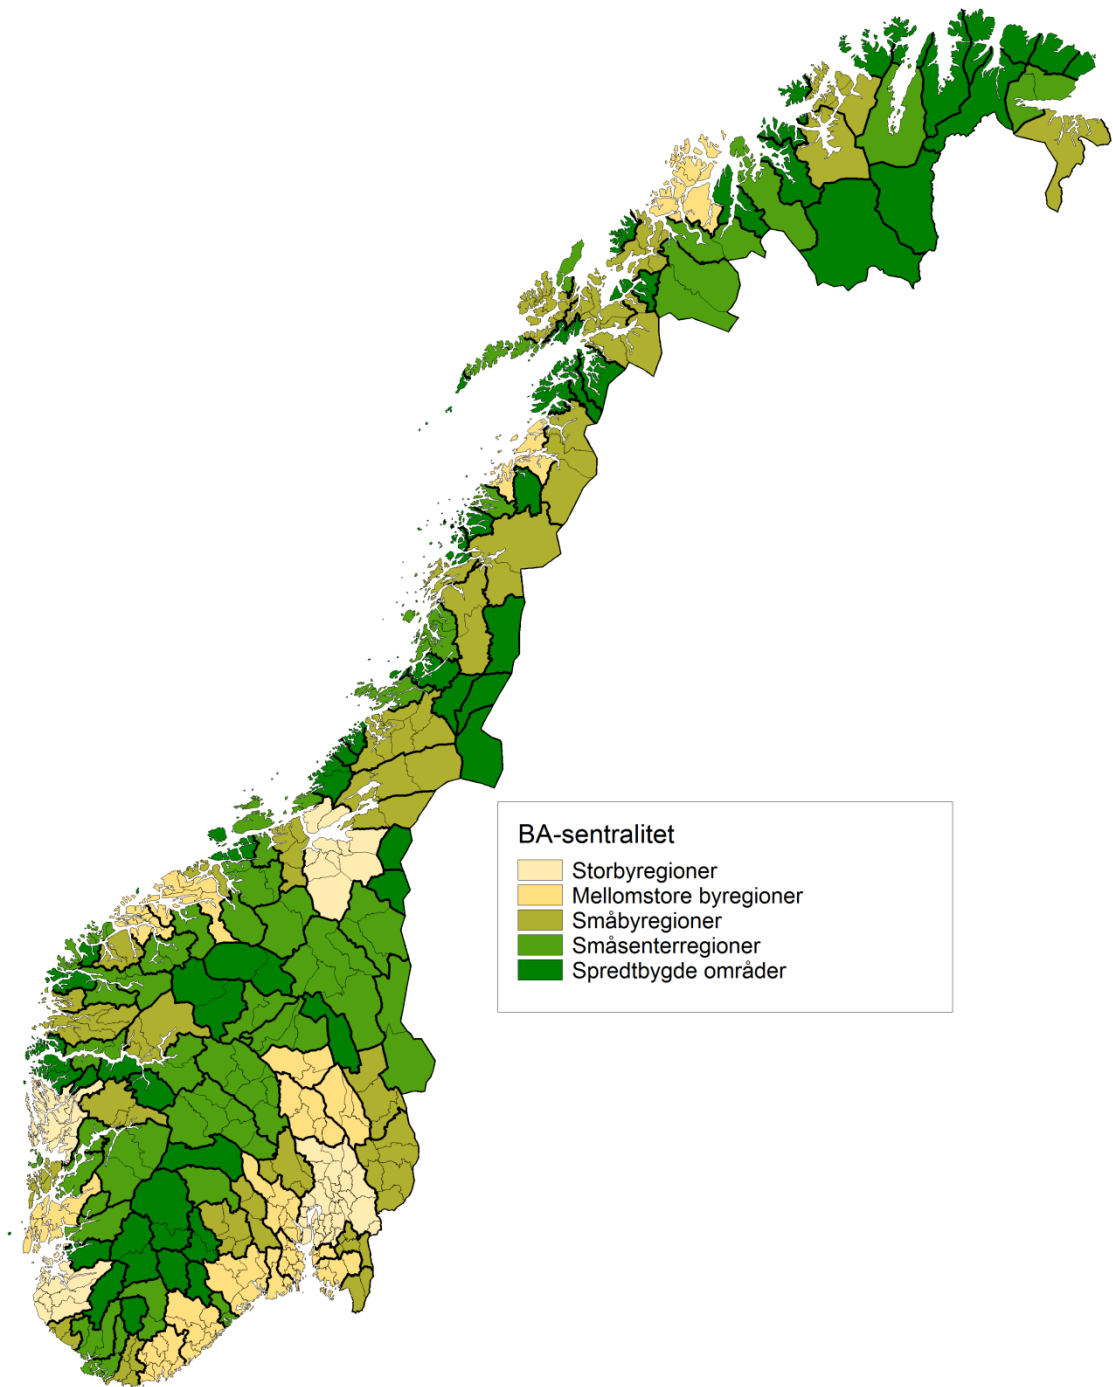 BA-sentralitet
Storbyregioner
Mellomstore byregioner
Småbyregioner
Småsenterregioner
Spredtbygde områder